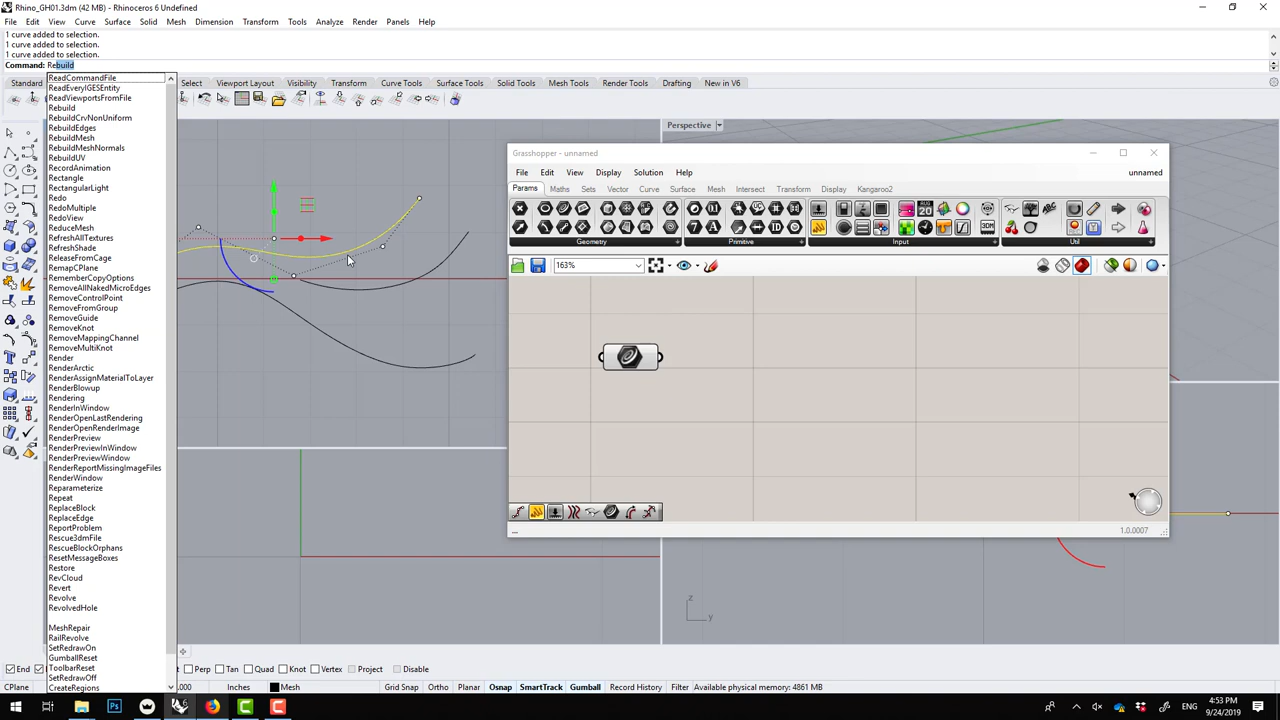 Rhino_GH01.3dm (42 MB) - Rhinoceros 6 Undefined
File Edit View Curve Surface Solid Mesh Dimension Transform Tools Analyze Render Panels Help
1 curve added to selection.
1 curve added to selection.
1 curve added to selection.
Command: Rebuild
Standard Select Viewport Layout Visibility Transform Curve Tools Surface Tools Solid Tools Mesh Tools Render Tools Drafting New in V6
ReadCommandFile
ReadEveryIGESEntity
ReadViewportsFromFile
Rebuild
RebuildCrvNonUniform
RebuildEdges
RebuildMesh
RebuildMeshNormals
RebuildUV
RecordAnimation
Rectangle
RectangularLight
Redo
RedoMultiple
RedoView
ReduceMesh
RefreshAllTextures
RefreshShade
ReleaseFromCage
RemapCPlane
RememberCopyOptions
RemoveAllNakedMicroEdges
RemoveControlPoint
RemoveFromGroup
RemoveGuide
RemoveKnot
RemoveMappingChannel
RemoveMultiKnot
Render
RenderArctic
RenderAssignMaterialToLayer
RenderBlowup
Rendering
RenderInWindow
RenderOpenLastRendering
RenderOpenRenderImage
RenderPreview
RenderPreviewInWindow
RenderPreviewWindow
RenderReportMissingImageFiles
RenderWindow
Reparameterize
Repeat
ReplaceBlock
ReplaceEdge
ReportProblem
Rescue3dmFile
RescueBlockOrphans
ResetMessageBoxes
Restore
RevCloud
Revert
Revolve
RevolvedHole
MeshRepair
RailRevolve
SetRedrawOn
GumballReset
ToolbarReset
SetRedrawOff
CreateRegions
Perspective
Grasshopper - unnamed
File Edit View Display Solution Help unnamed
Params Maths Sets Vector Curve Surface Mesh Intersect Transform Display Kangaroo2
Geometry Primitive Input Util
163%
... 1.0.0007
z
y
End Perp Tan Quad Knot Vertex Project Disable
CPlane .000 Inches Mesh Grid Snap Ortho Planar Osnap SmartTrack Gumball Record History Filter Available physical memory: 4861 MB
4:53 PM
9/24/2019